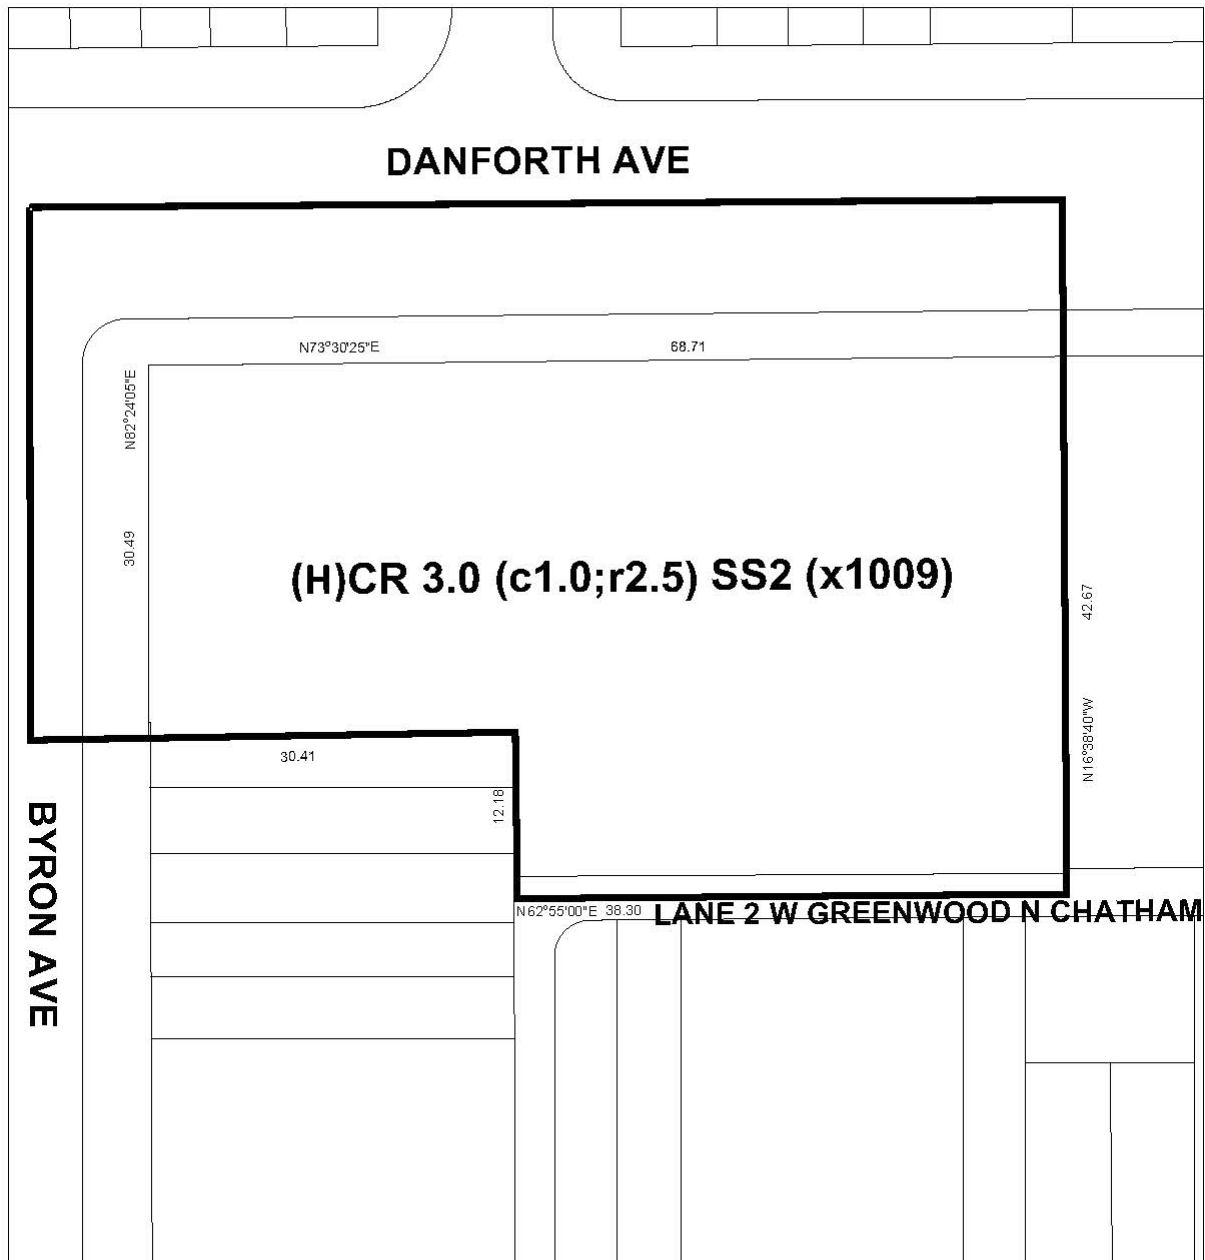 DANFORTH AVE
N73°30'25"E 68.71
N82°24'05"E
30.49
(H)CR 3.0 (c1.0;r2.5) SS2 (x1009)
42.67
N16°38'40"W
30.41
12.18
BYRON AVE
N62°55'00"E 38.30
LANE 2 W GREENWOOD N CHATHAM